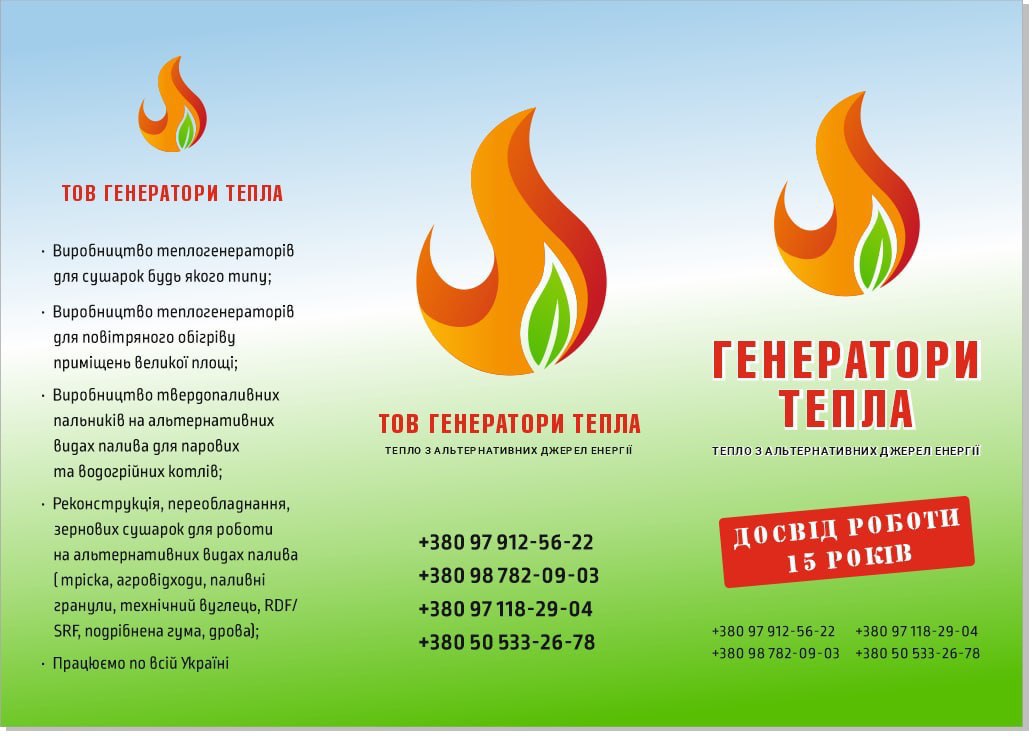 ТОВ ГЕНЕРАТОРИ ТЕПЛА
· Виробництво теплогенераторів
для сушарок будь якого типу;
· Виробництво теплогенераторів
для повітряного обігріву
приміщень великої площі;
· Виробництво твердопаливних
пальників на альтернативних
видах палива для парових
та водогрійних котлів;
· Реконструкція, переобладнання,
зернових сушарок для роботи
на альтернативних видах палива
( тріска, агровідходи, паливні
гранули, технічний вуглець, RDF/
SRF, подрібнена гума, дрова);
· Працюємо по всій Україні
ТОВ ГЕНЕРАТОРИ ТЕПЛА
ТЕПЛО З АЛЬТЕРНАТИВНИХ ДЖЕРЕЛ ЕНЕРГІЇ
+380 97 912-56-22
+380 98 782-09-03
+380 97 118-29-04
+380 50 533-26-78
ГЕНЕРАТОРИ
ТЕПЛА
ТЕПЛО З АЛЬТЕРНАТИВНИХ ДЖЕРЕЛ ЕНЕРГІЇ
ДОСВІД РОБОТИ
15 РОКІВ
+380 97 912-56-22 +380 97 118-29-04
+380 98 782-09-03 +380 50 533-26-78